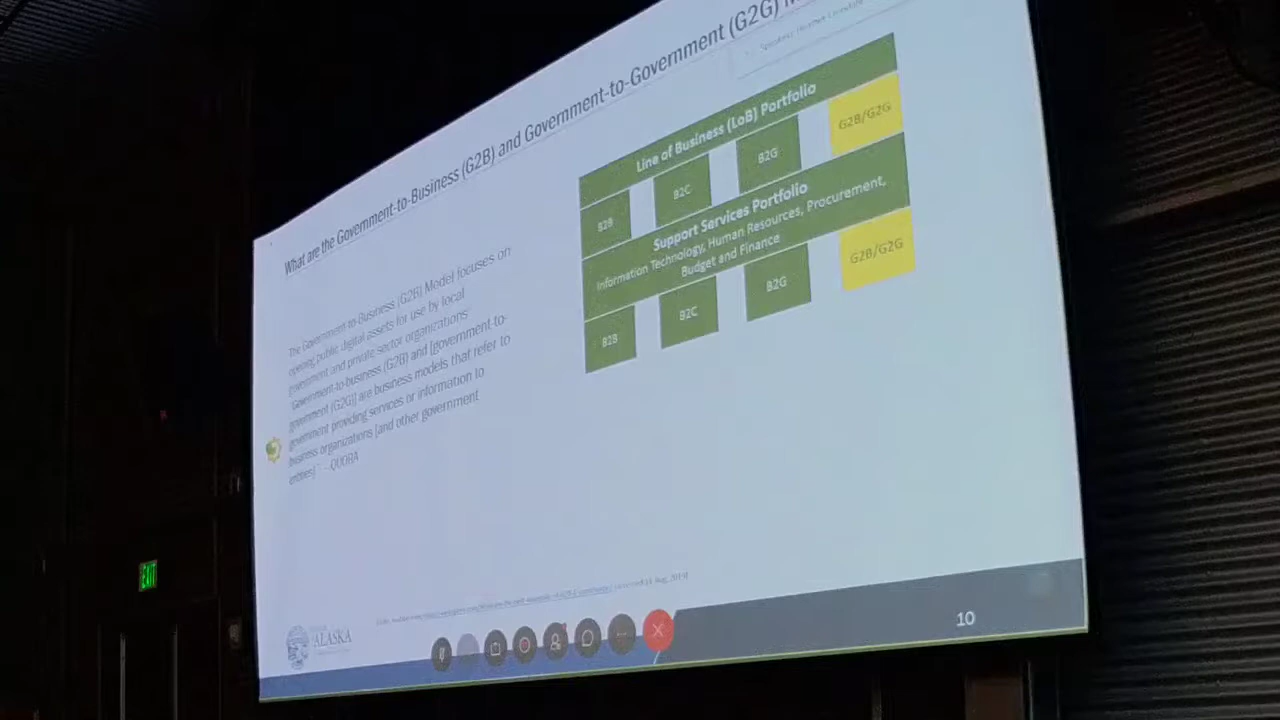 What are the Government-to-Business (G2B) and Government-to-Government (G2G)
Speaker:
The Government-to-Business (G2B) Model focuses on
opening public digital assets for use by local
government and private sector organizations
"Government-to-business (G2B) and [government-to-
government (G2G)] are business models that refer to
government providing services or information to
business organizations [and other government
entities]" --QUORA
Line of Business (LoB) Portfolio
B2B
B2C
B2G
G2B/G2G
Support Services Portfolio
Information Technology, Human Resources, Procurement,
Budget and Finance
B2B
B2C
B2G
G2B/G2G
ALASKA
10
EXIT